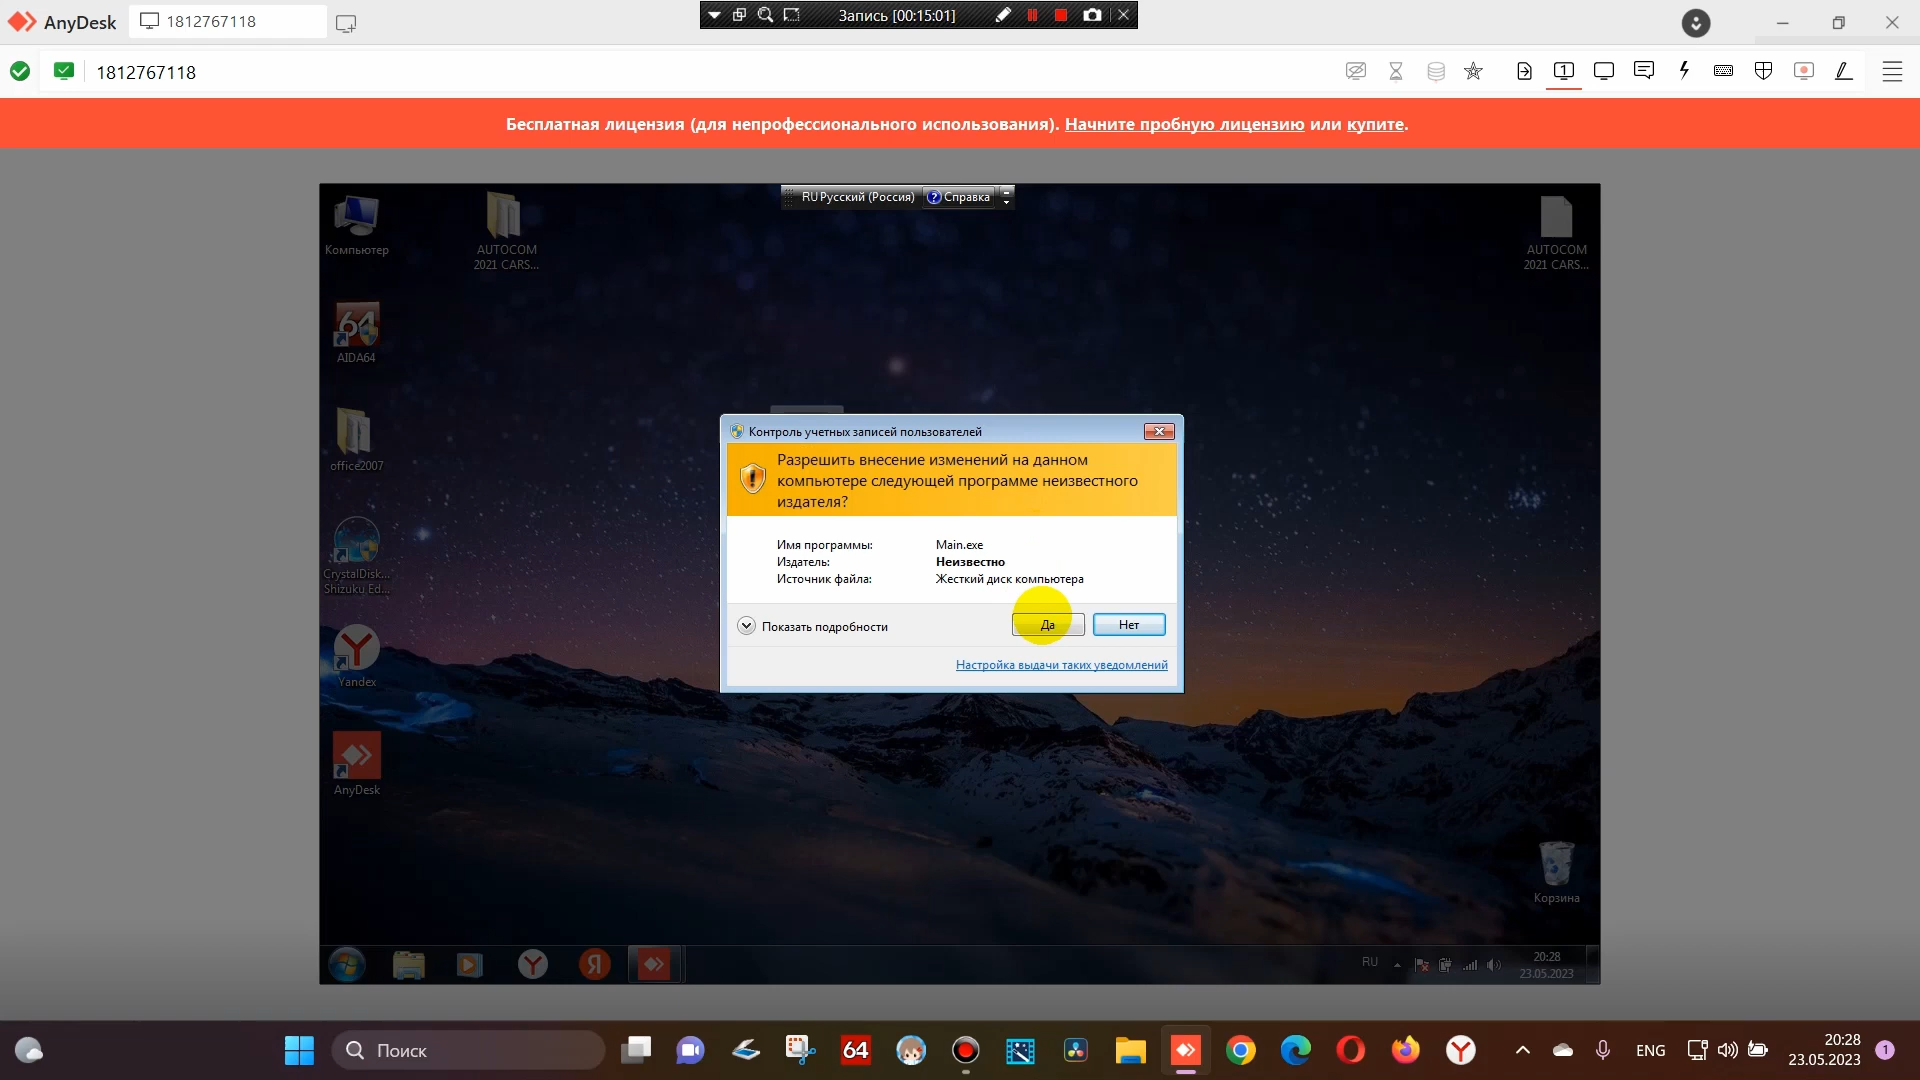 AnyDesk
1812767118
Запись [00:15:01]
1812767118
1
Бесплатная лицензия (для непрофессионального использования). Начните пробную лицензию или купите.
RU Русский (Россия)
? Справка
Компьютер
AUTOCOM
2021 CARS...
AUTOCOM
2021 CARS...
64
AIDA64
office2007
CrystalDisk...
Shizuku Ed...
Yandex
AnyDesk
Контроль учетных записей пользователей
Разрешить внесение изменений на данном
компьютере следующей программе неизвестного
издателя?
Имя программы: Main.exe
Издатель: Неизвестно
Источник файла: Жесткий диск компьютера
Показать подробности
Да
Нет
Настройка выдачи таких уведомлений
Корзина
RU
20:28
23.05.2023
Поиск
64
ENG
20:28
23.05.2023
1